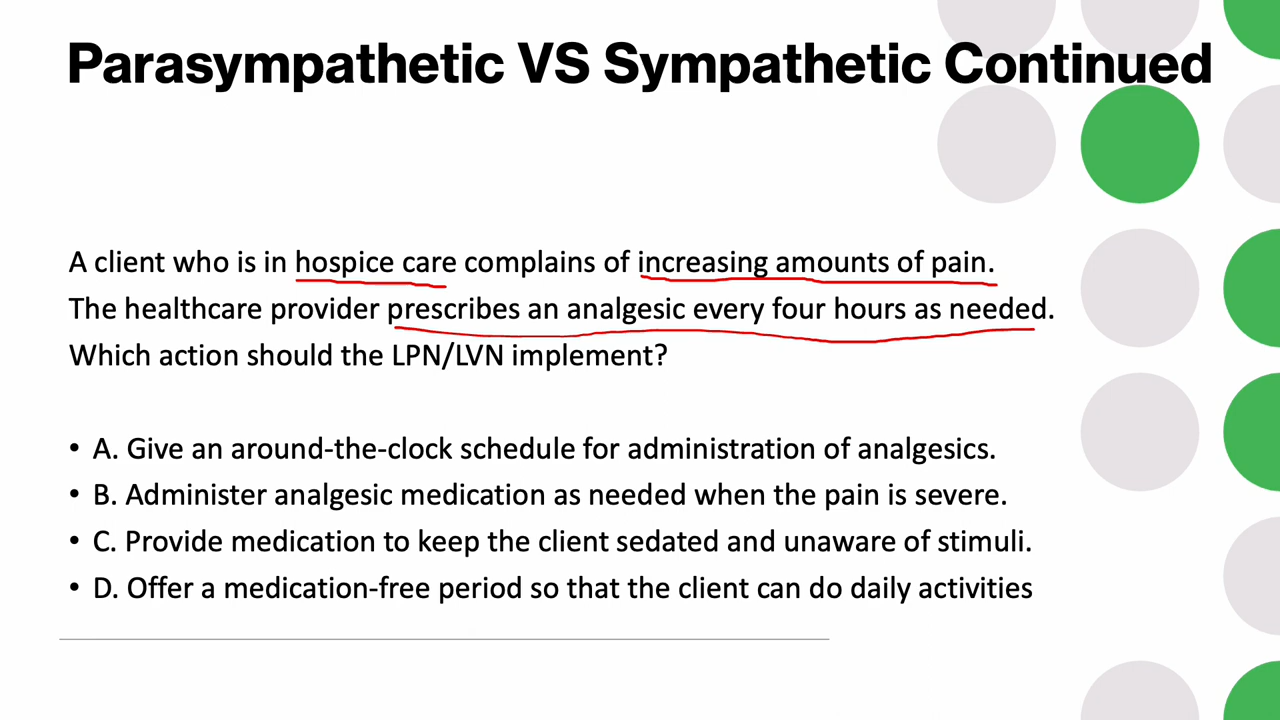 Parasympathetic VS Sympathetic Continued
A client who is in hospice care complains of increasing amounts of pain.
The healthcare provider prescribes an analgesic every four hours as needed.
Which action should the LPN/LVN implement?
• A. Give an around-the-clock schedule for administration of analgesics.
• B. Administer analgesic medication as needed when the pain is severe.
• C. Provide medication to keep the client sedated and unaware of stimuli.
• D. Offer a medication-free period so that the client can do daily activities